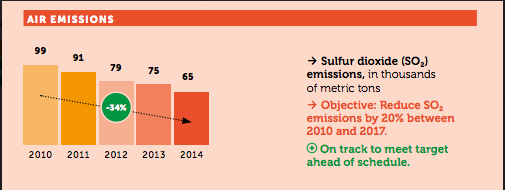 AIR EMISSIONS
99
91
79
75
65
-34%
2010 2011 2012 2013 2014
→ Sulfur dioxide (SO₂)
emissions, in thousands
of metric tons
→ Objective: Reduce SO₂
emissions by 20% between
2010 and 2017.
On track to meet target
ahead of schedule.